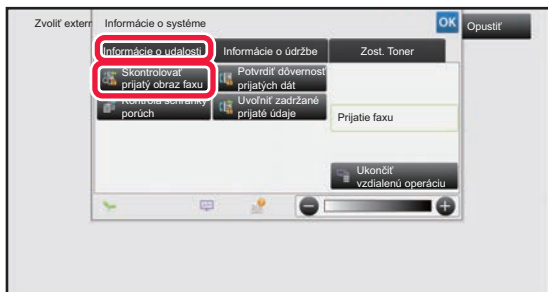 Zvoliť extern
Informácie o systéme
OK
Opustiť
Informácie o udalosti
Informácie o údržbe
Zost. Toner
Skontrolovať
prijatý obraz faxu
Potvrdiť dôvernosť
prijatých dát
Kontrola schránky
porúch
Uvoľniť zadržané
prijaté údaje
Prijatie faxu
Ukončiť
vzdialenú operáciu